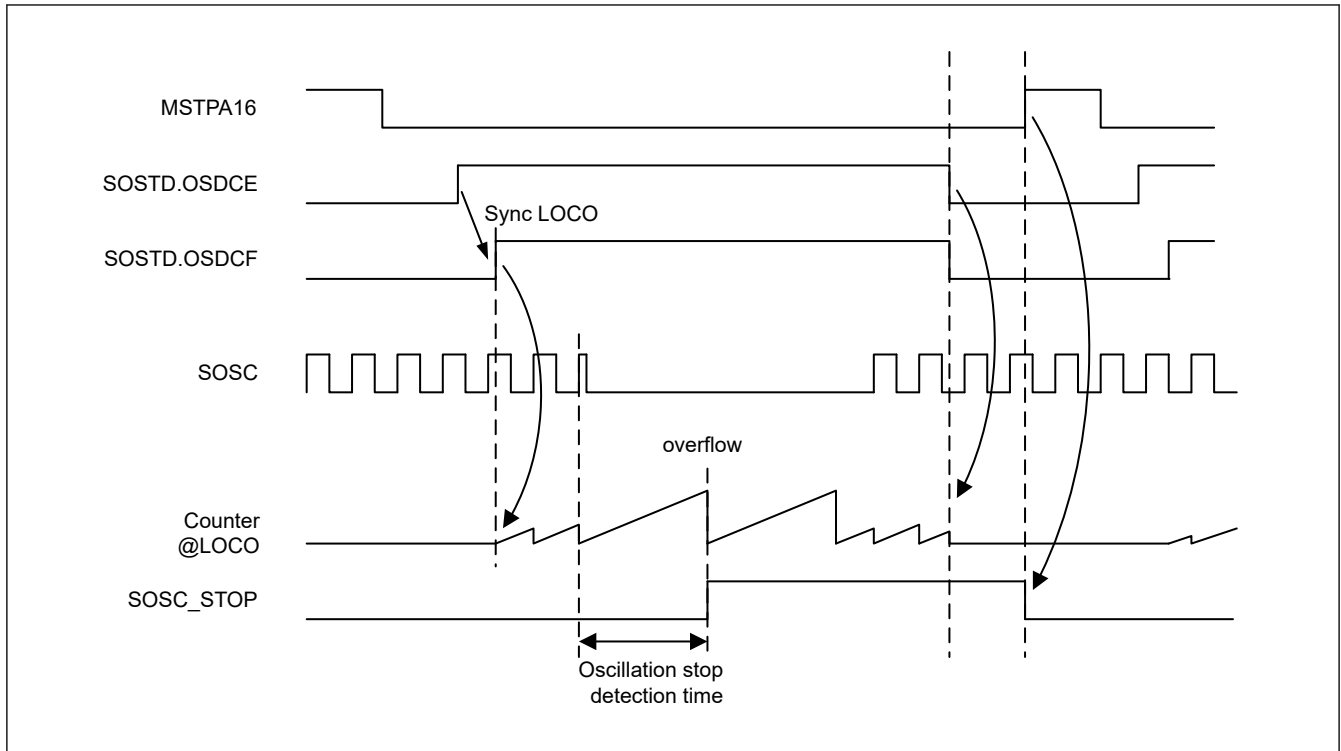 MSTPA16
SOSTD.OSDCE
Sync LOCO
SOSTD.OSDCF
SOSC
overflow
Counter
@LOCO
SOSC_STOP
Oscillation stop
detection time